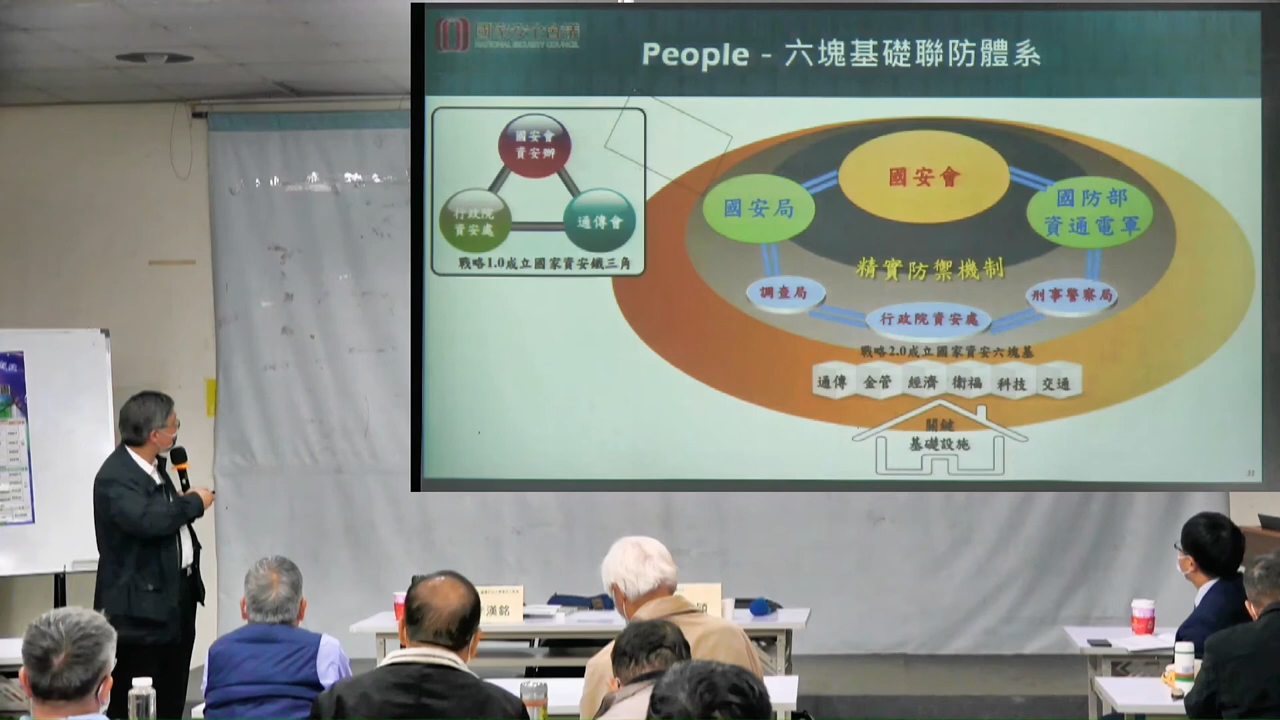 國家安全會議
NATIONAL SECURITY COUNCIL
People - 六塊基礎聯防體系
國安會
資安辦
行政院
資安處
通傳會
戰略1.0成立國家資安鐵三角
國安會
國安局
國防部
資通電軍
精實防禦機制
調查局
刑事警察局
行政院資安處
戰略2.0成立國家資安六塊基
通傳 金管 經濟 衛福 科技 交通
關鍵
基礎設施
31
漢銘